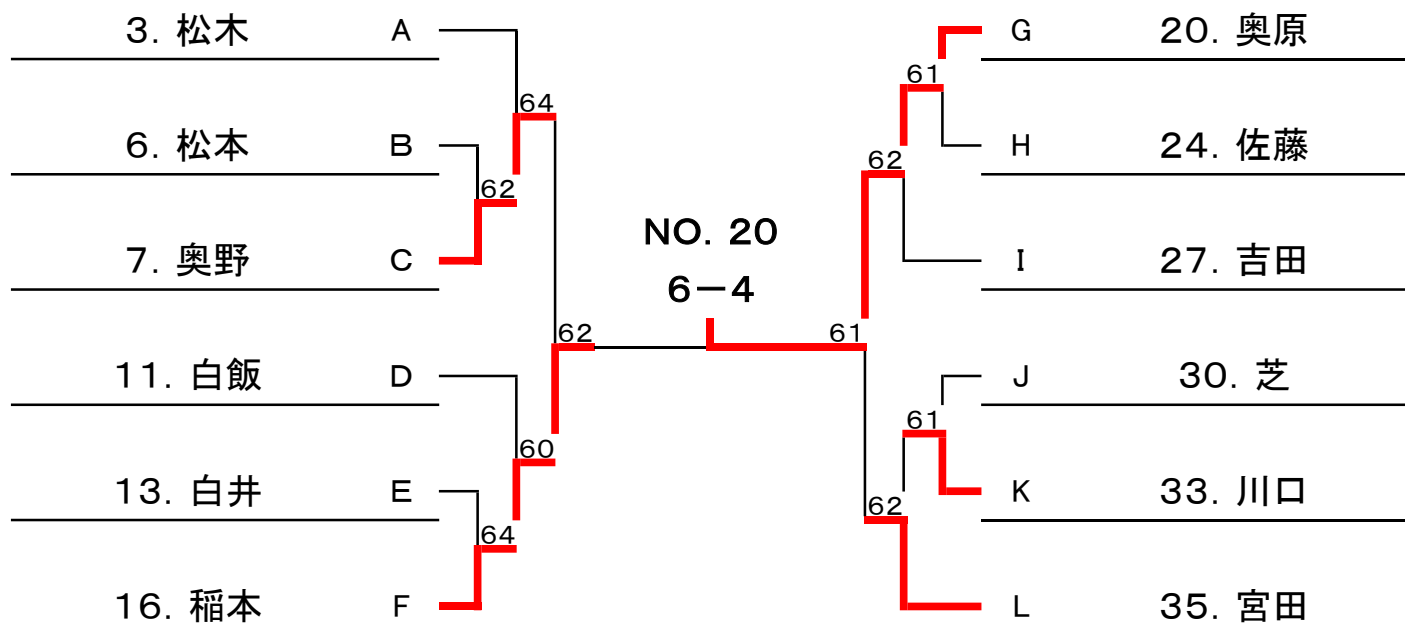 3. 松木 A
64
6. 松本 B
62
7. 奥野 C
62
11. 白飯 D
60
13. 白井 E
64
16. 稲本 F
NO. 20
6－4
G 20. 奥原
61
H 24. 佐藤
62
I 27. 吉田
61
J 30. 芝
61
K 33. 川口
62
L 35. 宮田